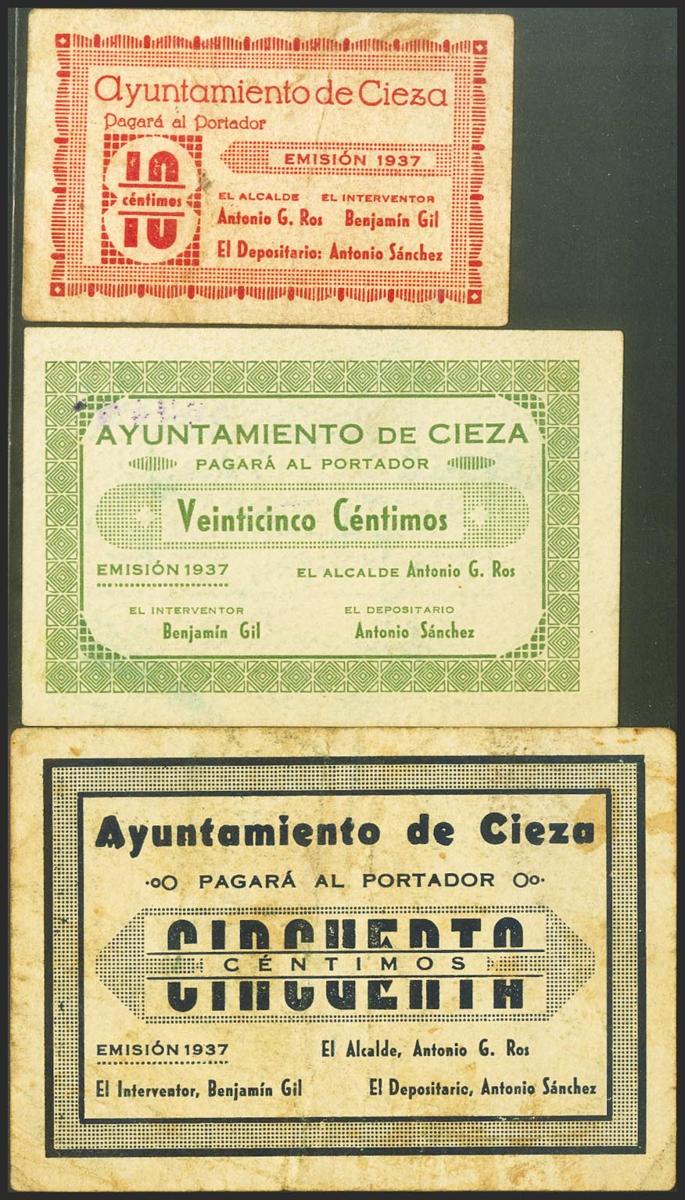 Ayuntamiento de Cieza
Pagará al Portador
10
céntimos
EMISIÓN 1937
EL ALCALDE EL INTERVENTOR
Antonio G. Ros Benjamín Gil
El Depositario: Antonio Sánchez
AYUNTAMIENTO DE CIEZA
PAGARÁ AL PORTADOR
Veinticinco Céntimos
EMISIÓN 1937 EL ALCALDE Antonio G. Ros
EL INTERVENTOR EL DEPOSITARIO
Benjamín Gil Antonio Sánchez
Ayuntamiento de Cieza
PAGARÁ AL PORTADOR
CINCUENTA
CÉNTIMOS
EMISIÓN 1937 El Alcalde, Antonio G. Ros
El Interventor, Benjamín Gil El Depositario, Antonio Sánchez